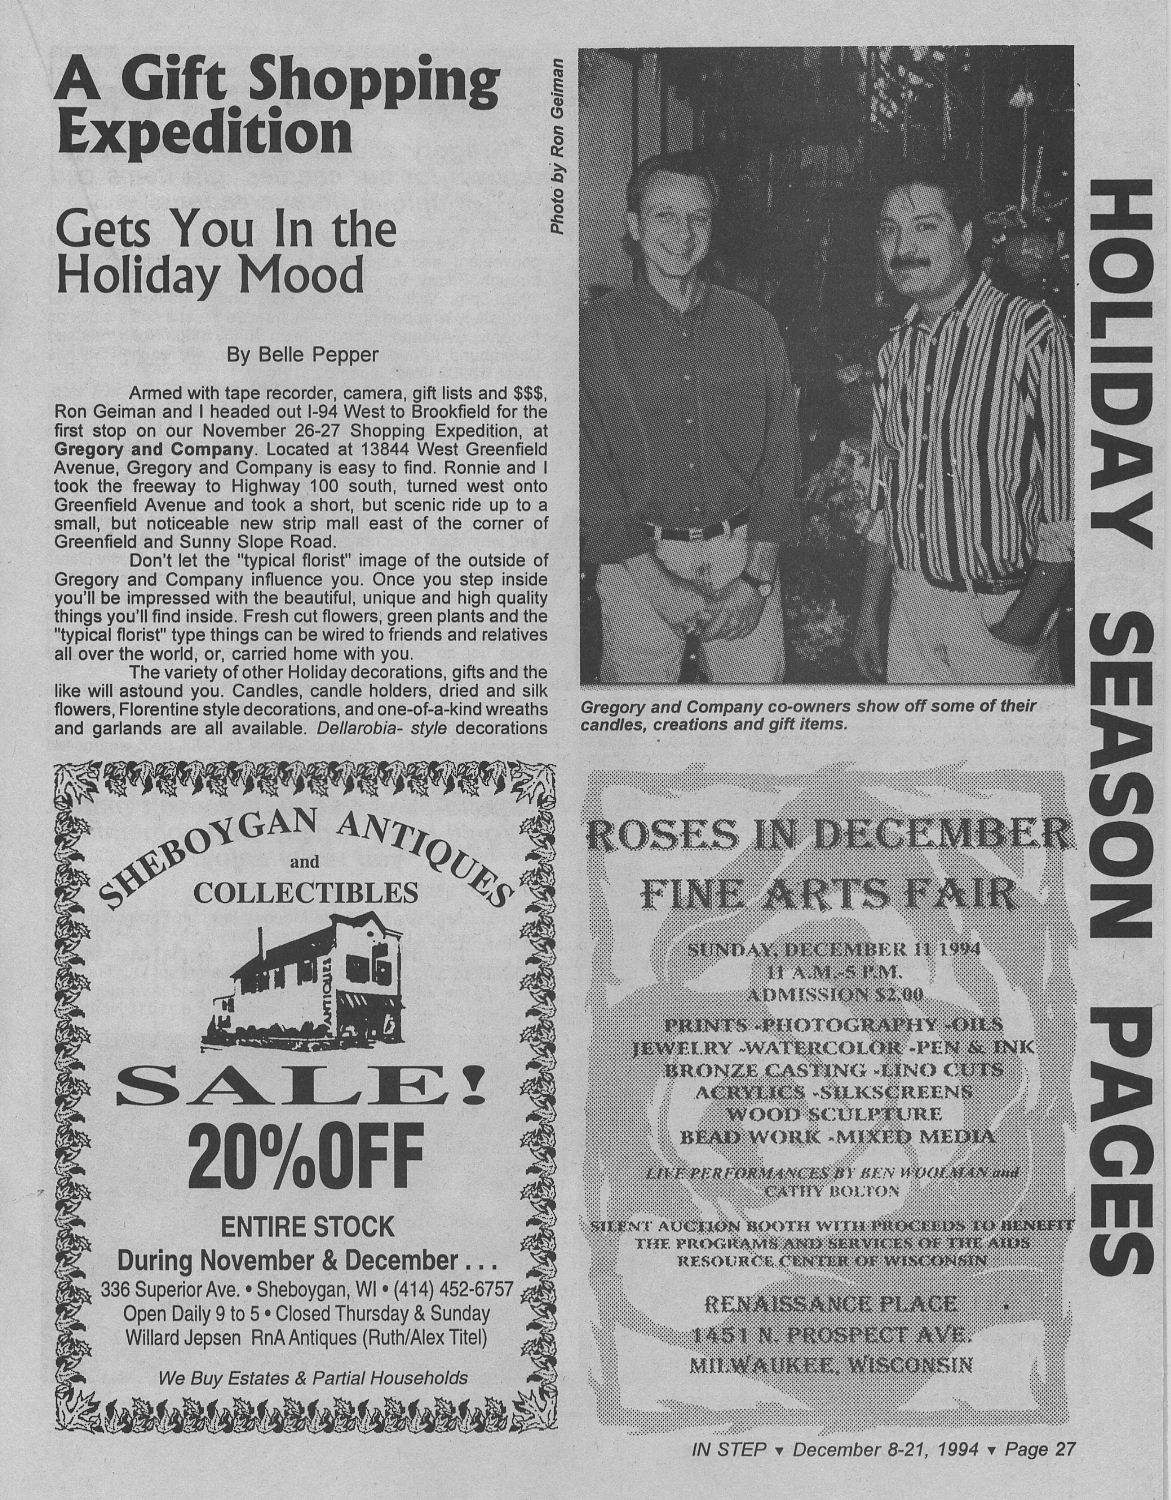 A Gift Shopping
Expedition
Gets You In the
Holiday Mood
By Belle Pepper
Armed with tape recorder, camera, gift lists and $$$,
Ron Geiman and I headed out I-94 West to Brookfield for the
first stop on our November 26-27 Shopping Expedition, at
Gregory and Company. Located at 13844 West Greenfield
Avenue, Gregory and Company is easy to find. Ronnie and I
took the freeway to Highway 100 south, turned west onto
Greenfield Avenue and took a short, but scenic ride up to a
small, but noticeable new strip mall east of the corner of
Greenfield and Sunny Slope Road.
Don't let the "typical florist" image of the outside of
Gregory and Company influence you. Once you step inside
you'll be impressed with the beautiful, unique and high quality
things you'll find inside. Fresh cut flowers, green plants and the
"typical florist" type things can be wired to friends and relatives
all over the world, or, carried home with you.
The variety of other Holiday decorations, gifts and the
like will astound you. Candles, candle holders, dried and silk
flowers, Florentine style decorations, and one-of-a-kind wreaths
and garlands are all available. Dellarobia- style decorations
Photo by Ron Geiman
Gregory and Company co-owners show off some of their
candles, creations and gift items.
SHEBOYGAN ANTIQUES
and
COLLECTIBLES
ANTIQUES
SALE!
20%OFF
ENTIRE STOCK
During November & December . . .
336 Superior Ave. • Sheboygan, WI • (414) 452-6757
Open Daily 9 to 5 • Closed Thursday & Sunday
Willard Jepsen RnA Antiques (Ruth/Alex Titel)
We Buy Estates & Partial Households
ROSES IN DECEMBER
FINE ARTS FAIR
SUNDAY, DECEMBER 11 1994
11 A.M.-5 P.M.
ADMISSION $2.00
PRINTS -PHOTOGRAPHY -OILS
JEWELRY -WATERCOLOR -PEN & INK
BRONZE CASTING -LINO CUTS
ACRYLICS -SILKSCREENS
WOOD SCULPTURE
BEAD WORK -MIXED MEDIA
LIVE PERFORMANCES BY BEN WOOLMAN and
CATHY BOLTON
SILENT AUCTION BOOTH WITH PROCEEDS TO BENEFIT
THE PROGRAMS AND SERVICES OF THE AIDS
RESOURCE CENTER OF WISCONSIN
RENAISSANCE PLACE
1451 N. PROSPECT AVE.
MILWAUKEE, WISCONSIN
HOLIDAY SEASON PAGES
IN STEP ▼ December 8-21, 1994 ▼ Page 27